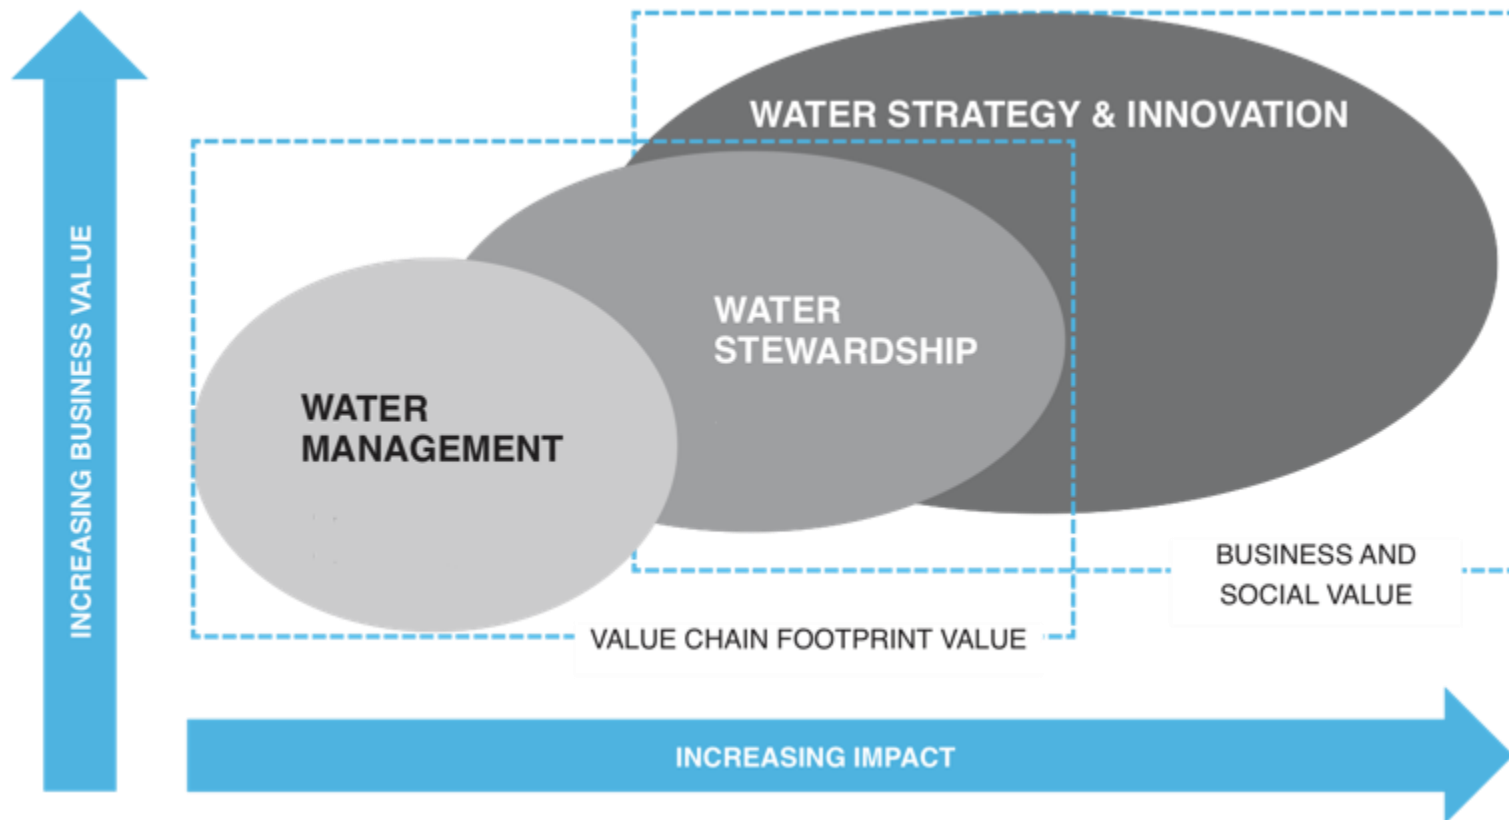 INCREASING BUSINESS VALUE
WATER STRATEGY & INNOVATION
WATER
STEWARDSHIP
WATER
MANAGEMENT
BUSINESS AND
SOCIAL VALUE
VALUE CHAIN FOOTPRINT VALUE
INCREASING IMPACT